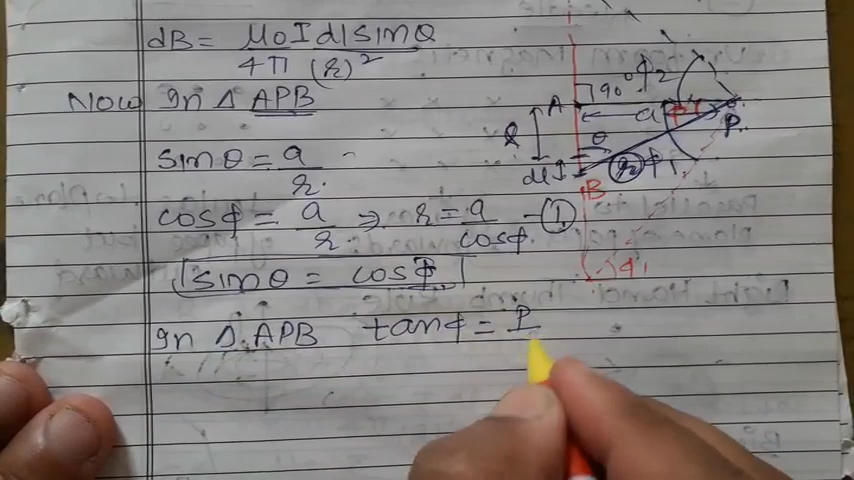 dB = μ0 I dl sinθ
4π (r)²
Now In Δ APB
sinθ = a
r
cosφ = a ⇒ r = a - 1
r cosφ
sinθ = cosφ
In Δ APB tanφ = P
90° φ2
A a φ P
l θ
dl r φ1
B